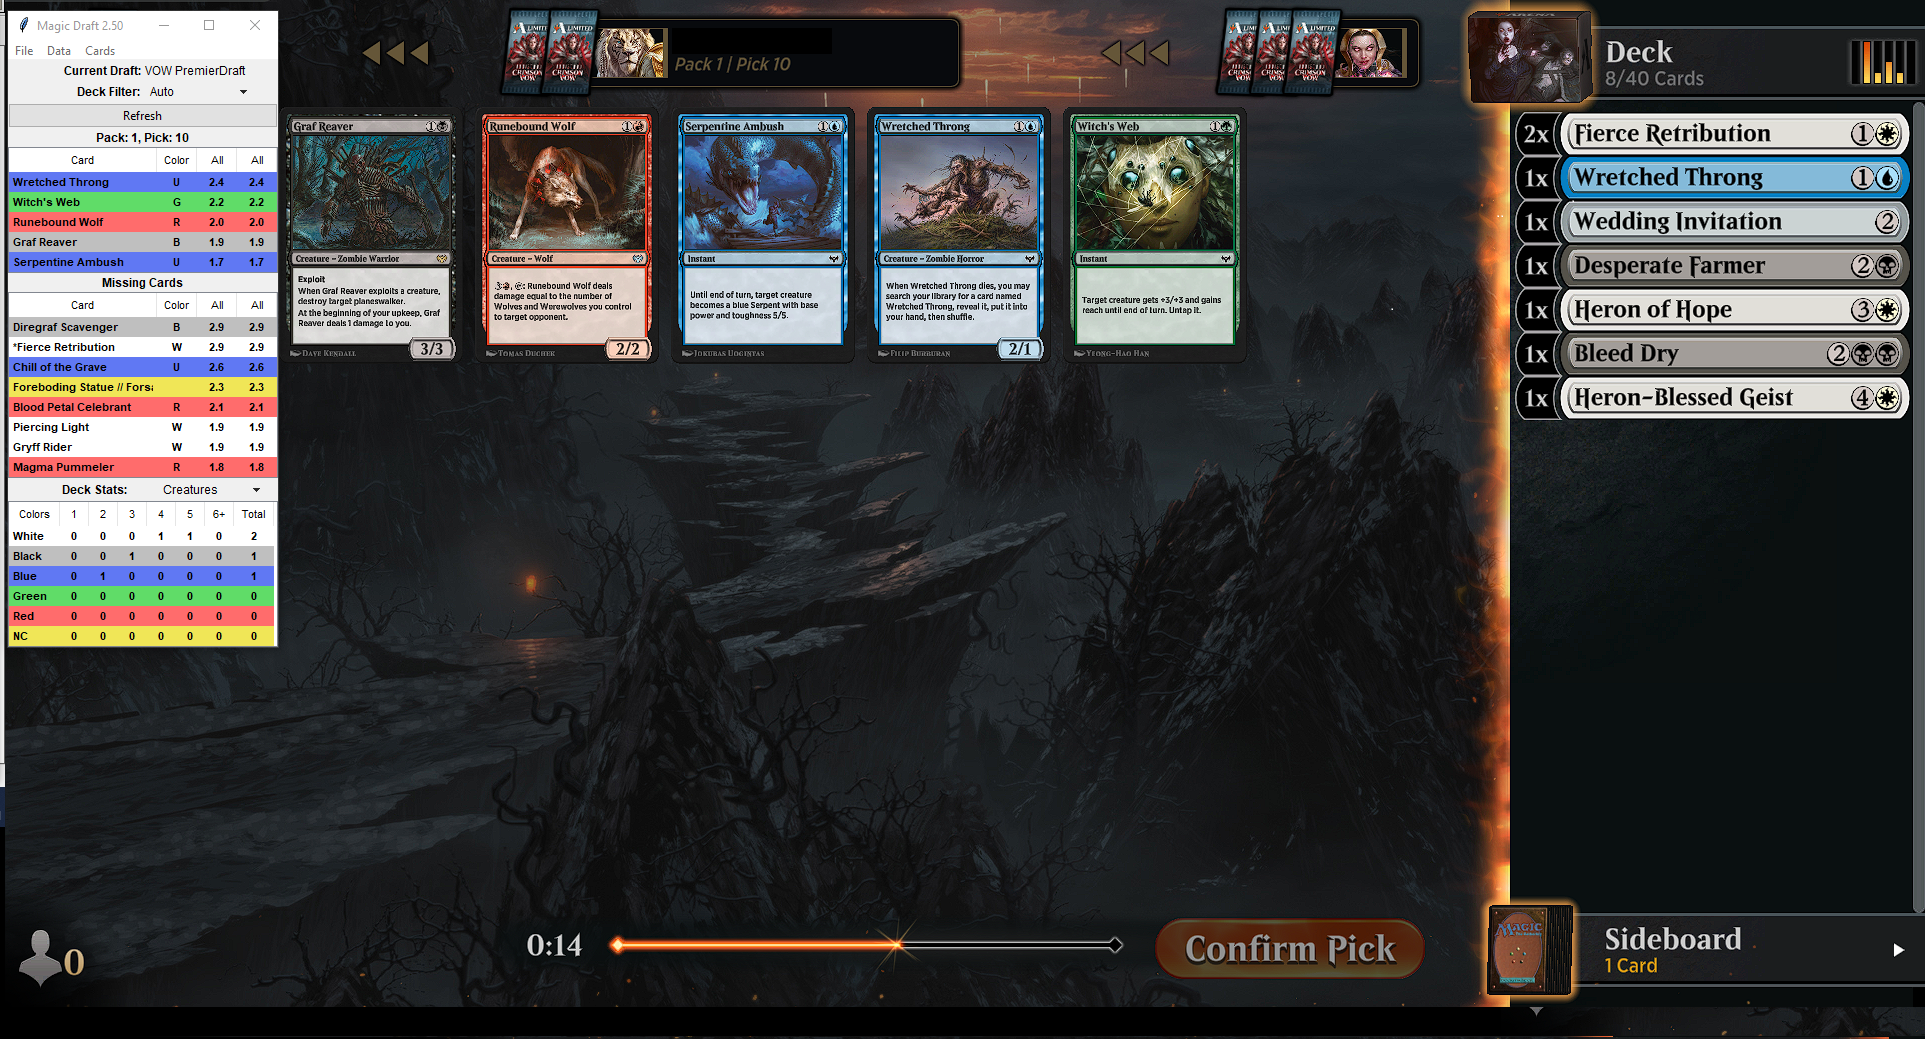 Magic Draft 2.50
File Data Cards
Current Draft: VOW PremierDraft
Deck Filter: Auto
Refresh
Pack: 1, Pick: 10
Card Color All All
Wretched Throng U 2.4 2.4
Witch's Web G 2.2 2.2
Runebound Wolf R 2.0 2.0
Graf Reaver B 1.9 1.9
Serpentine Ambush U 1.7 1.7
Missing Cards
Card Color All All
Diregraf Scavenger B 2.9 2.9
*Fierce Retribution W 2.9 2.9
Chill of the Grave U 2.6 2.6
Foreboding Statue // Forsa 2.3 2.3
Blood Petal Celebrant R 2.1 2.1
Piercing Light W 1.9 1.9
Gryff Rider W 1.9 1.9
Magma Pummeler R 1.8 1.8
Deck Stats: Creatures
Colors 1 2 3 4 5 6+ Total
White 0 0 0 1 1 0 2
Black 0 0 1 0 0 0 1
Blue 0 1 0 0 0 0 1
Green 0 0 0 0 0 0 0
Red 0 0 0 0 0 0 0
NC 0 0 0 0 0 0 0
Pack 1 / Pick 10
Graf Reaver 1
Creature – Zombie Warrior
Exploit
When Graf Reaver exploits a creature,
destroy target planeswalker.
At the beginning of your upkeep, Graf
Reaver deals 1 damage to you.
Dave Kendall
3/3
Runebound Wolf 1
Creature – Wolf
3, : Runebound Wolf deals
damage equal to the number of
Wolves and Werewolves you control
to target opponent.
2/2
Serpentine Ambush 1
Instant
Until end of turn, target creature
becomes a blue Serpent with base
power and toughness 5/5.
Wretched Throng 1
Creature – Zombie Horror
When Wretched Throng dies, you may
search your library for a card named
Wretched Throng, reveal it, put it into
your hand, then shuffle.
Filip Burburan
2/1
Witch's Web 1
Instant
Target creature gets +3/+3 and gains
reach until end of turn. Untap it.
Yeong-Hao Han
Deck
8/40 Cards
2x Fierce Retribution 1
1x Wretched Throng 1
1x Wedding Invitation 2
1x Desperate Farmer 2
1x Heron of Hope 3
1x Bleed Dry 2
1x Heron-Blessed Geist 4
0
0:14
Confirm Pick
Sideboard
1 Card